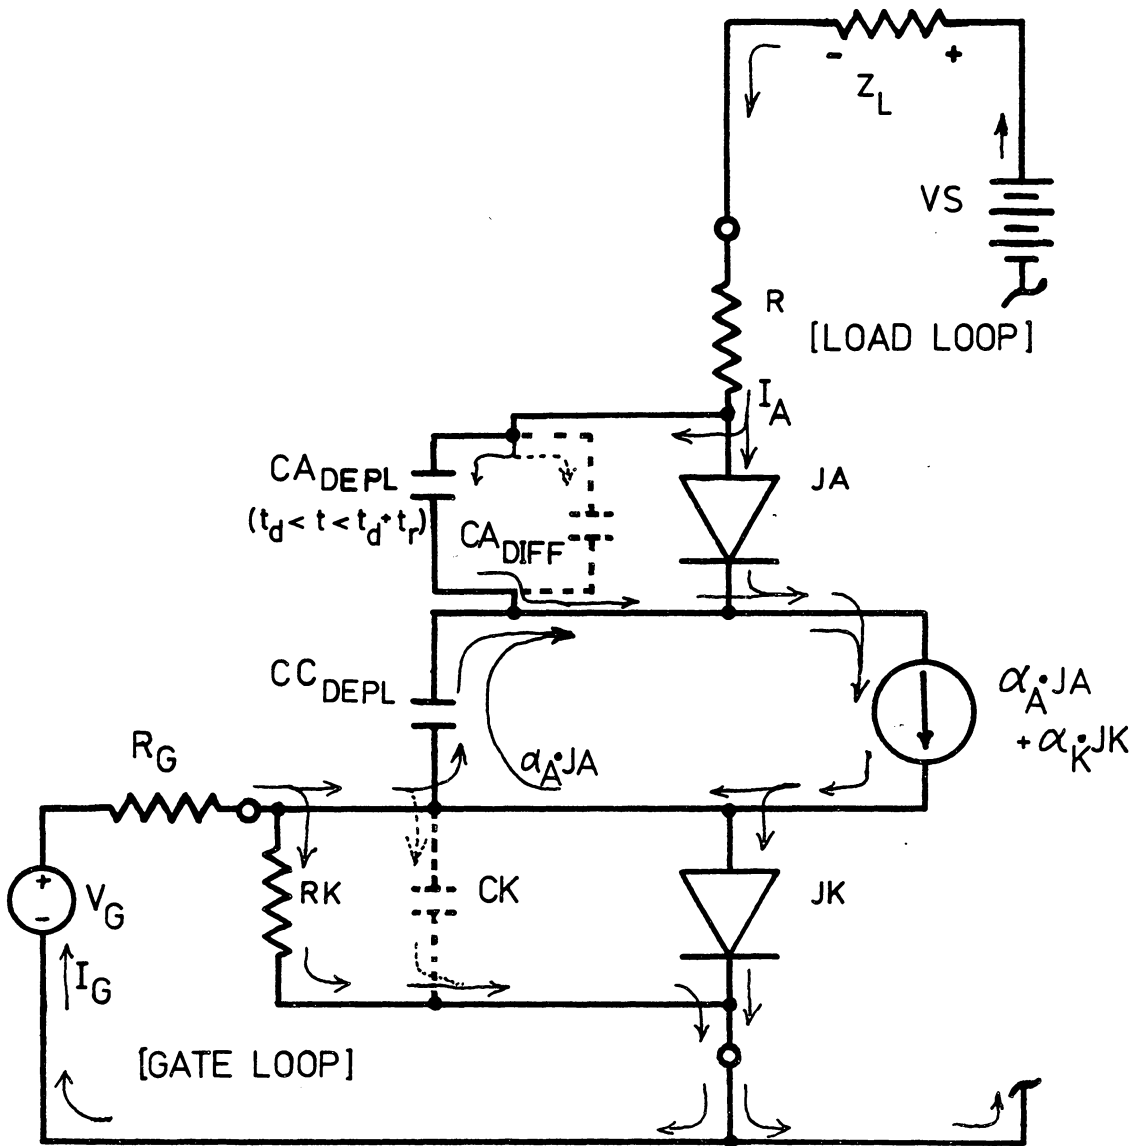 - +
Z_L
VS
R
[LOAD LOOP]
I_A
CA_DEPL
JA
(t_d < t < t_d + t_r)
CA_DIFF
CC_DEPL
α_A·JA
+ α_K·JK
R_G
α_A·JA
+
-
V_G
RK
CK
JK
I_G
[GATE LOOP]